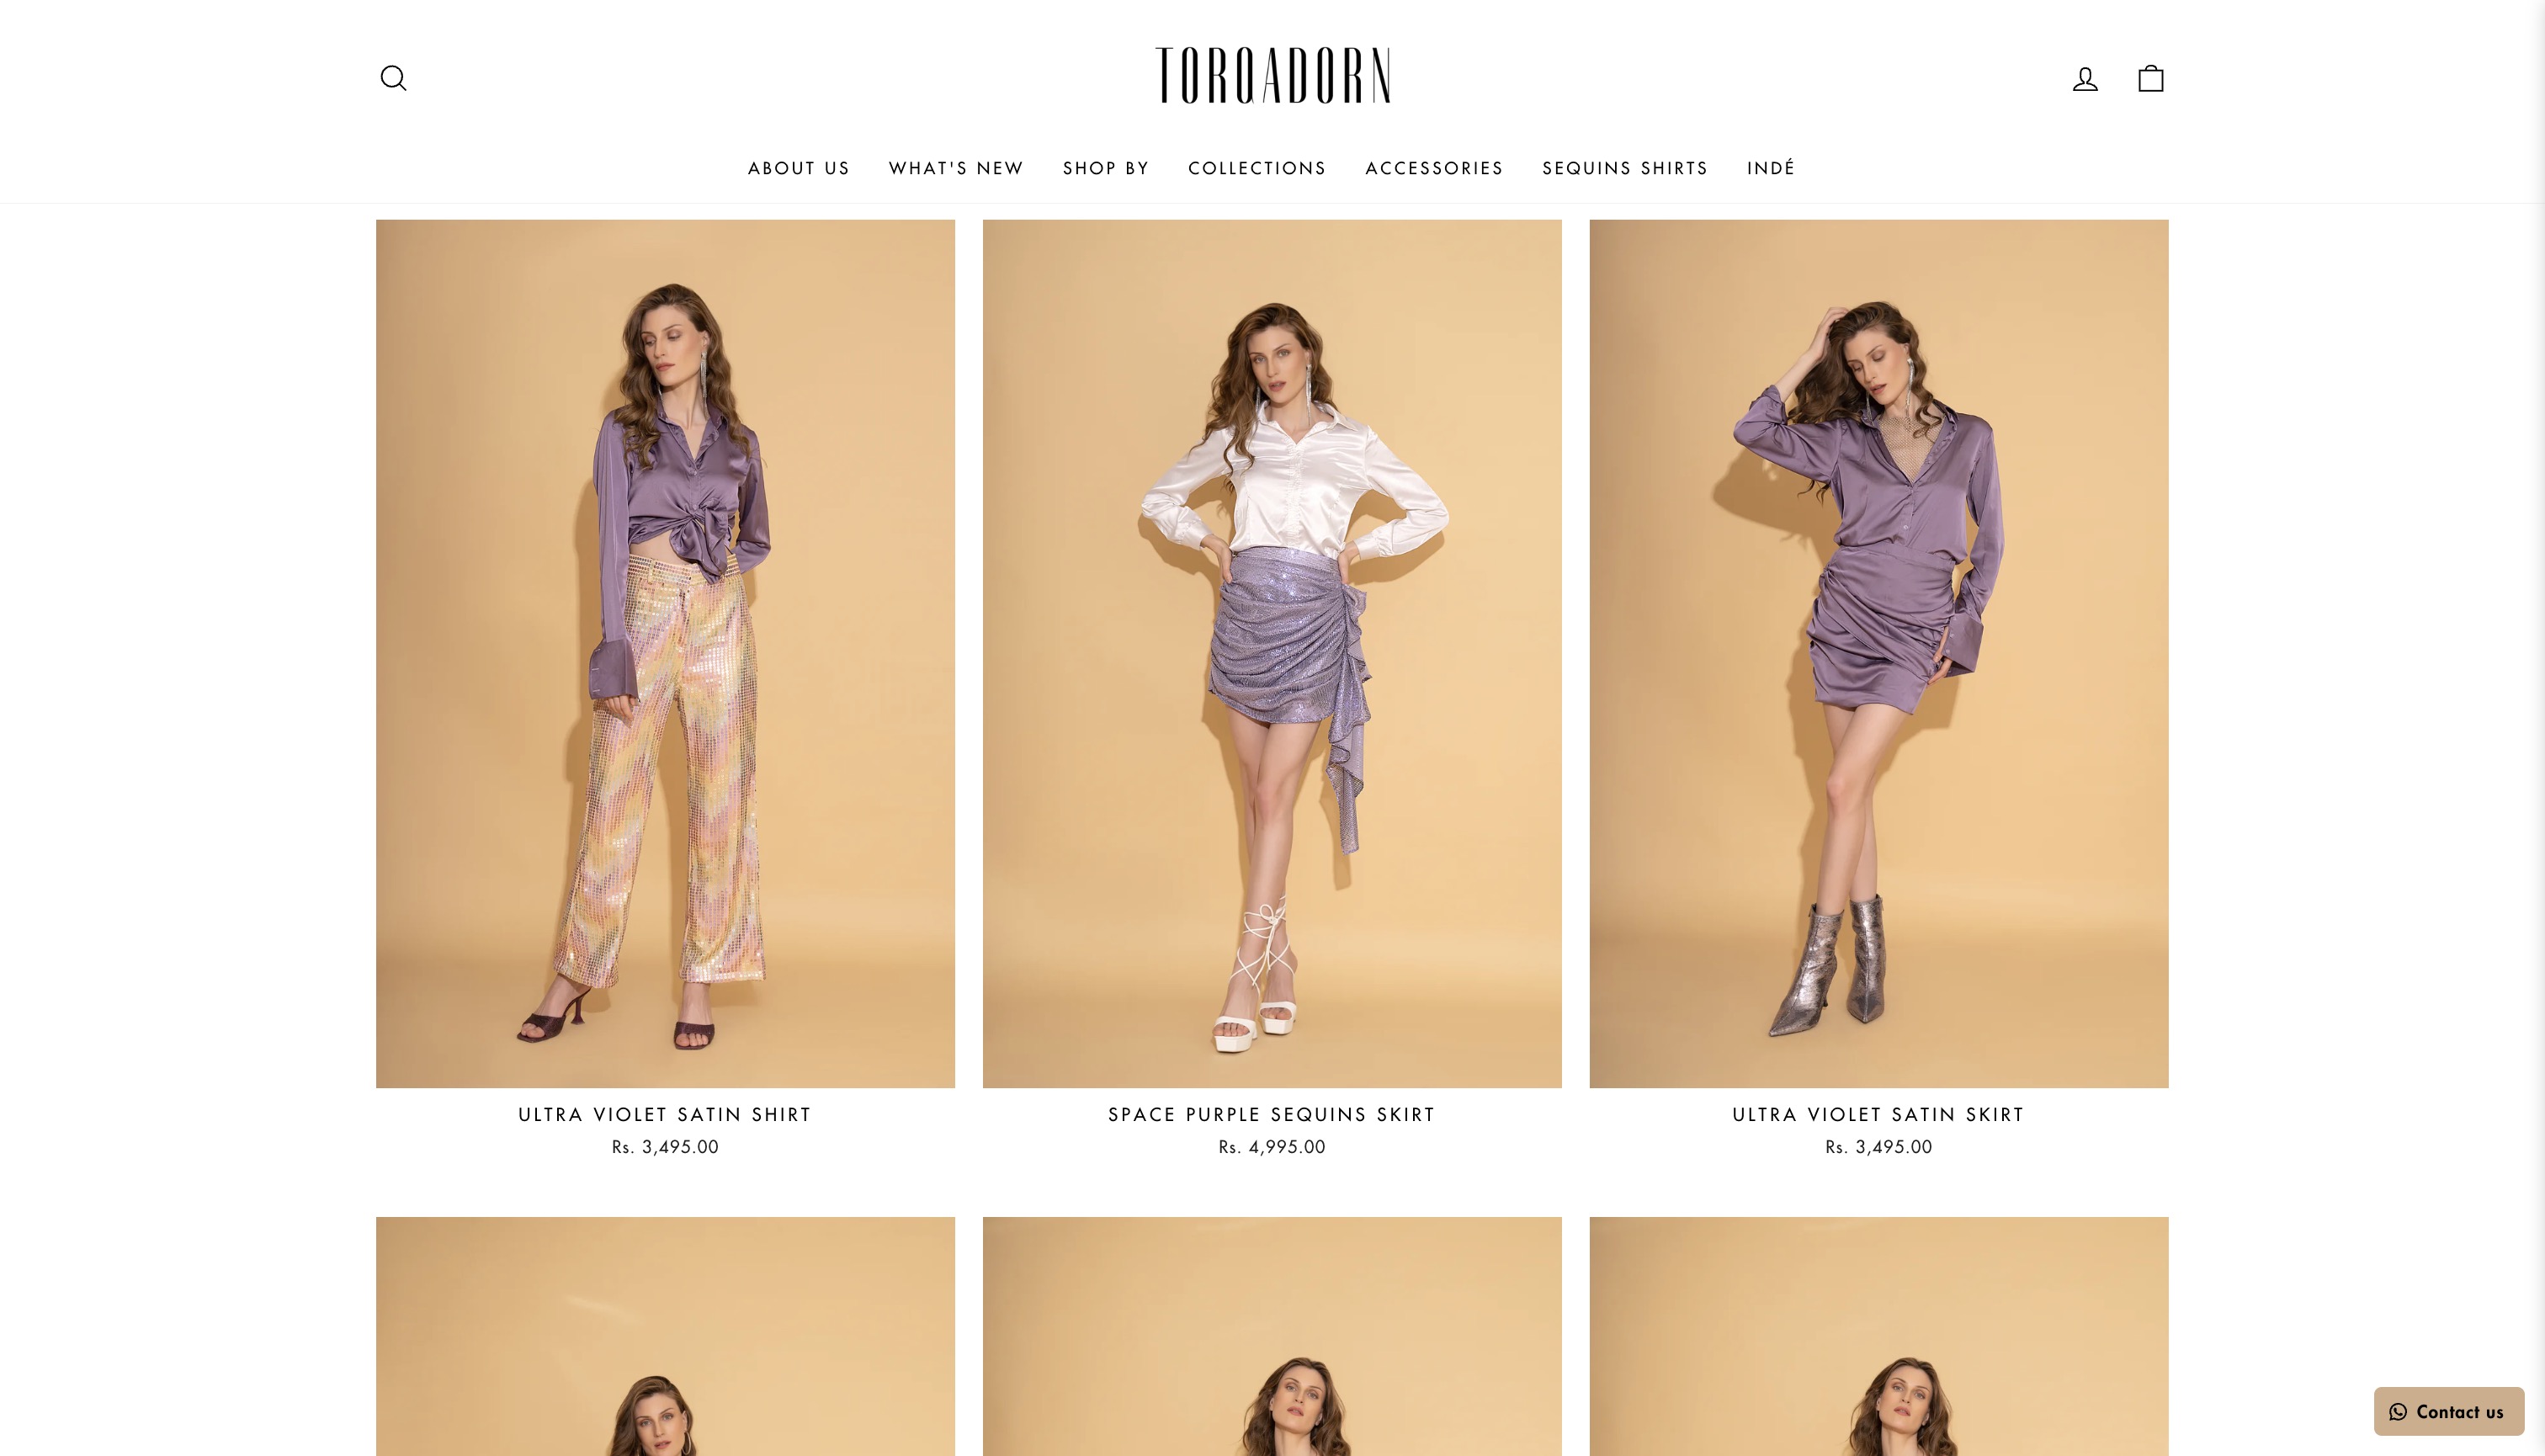 TORQADORN
ABOUT US WHAT'S NEW SHOP BY COLLECTIONS ACCESSORIES SEQUINS SHIRTS INDÉ
ULTRA VIOLET SATIN SHIRT
Rs. 3,495.00
SPACE PURPLE SEQUINS SKIRT
Rs. 4,995.00
ULTRA VIOLET SATIN SKIRT
Rs. 3,495.00
Contact us